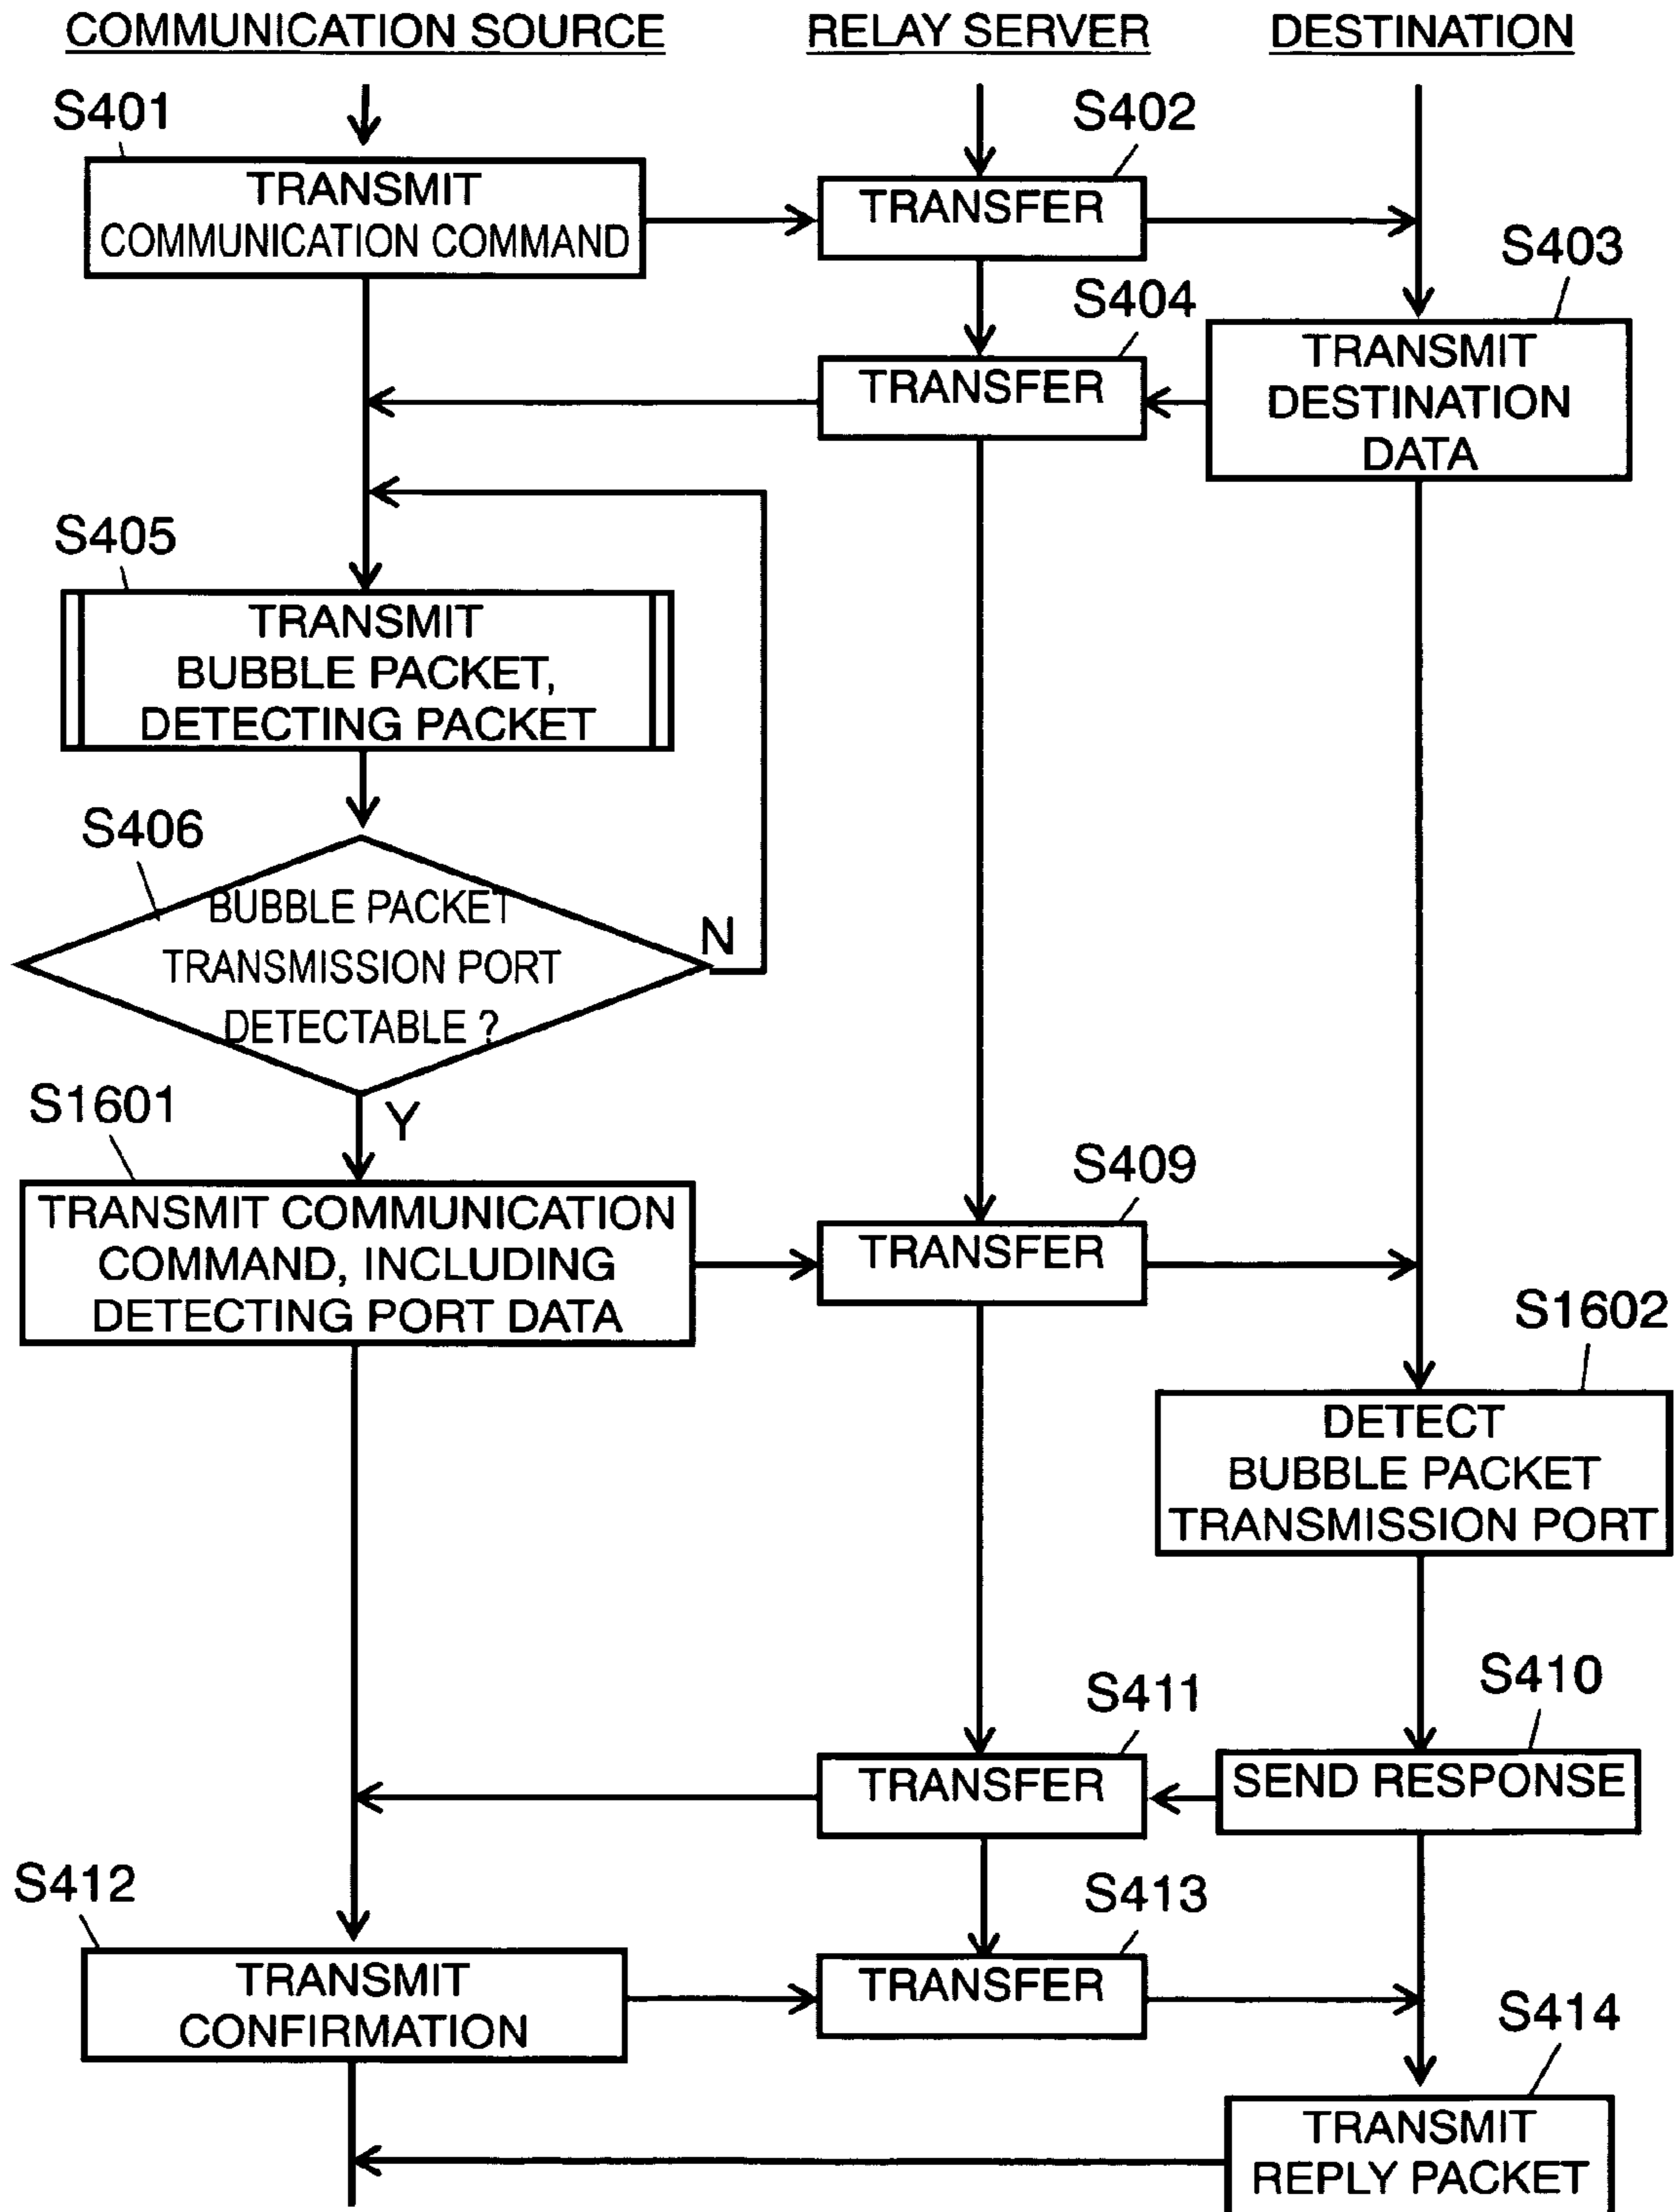 COMMUNICATION SOURCE
RELAY SERVER
DESTINATION
S401
TRANSMIT
COMMUNICATION COMMAND
S402
TRANSFER
S403
TRANSMIT
DESTINATION
DATA
S404
TRANSFER
S405
TRANSMIT
BUBBLE PACKET,
DETECTING PACKET
S406
BUBBLE PACKET
TRANSMISSION PORT
DETECTABLE ?
N
Y
S1601
TRANSMIT COMMUNICATION
COMMAND, INCLUDING
DETECTING PORT DATA
S409
TRANSFER
S1602
DETECT
BUBBLE PACKET
TRANSMISSION PORT
S410
SEND RESPONSE
S411
TRANSFER
S412
TRANSMIT
CONFIRMATION
S413
TRANSFER
S414
TRANSMIT
REPLY PACKET